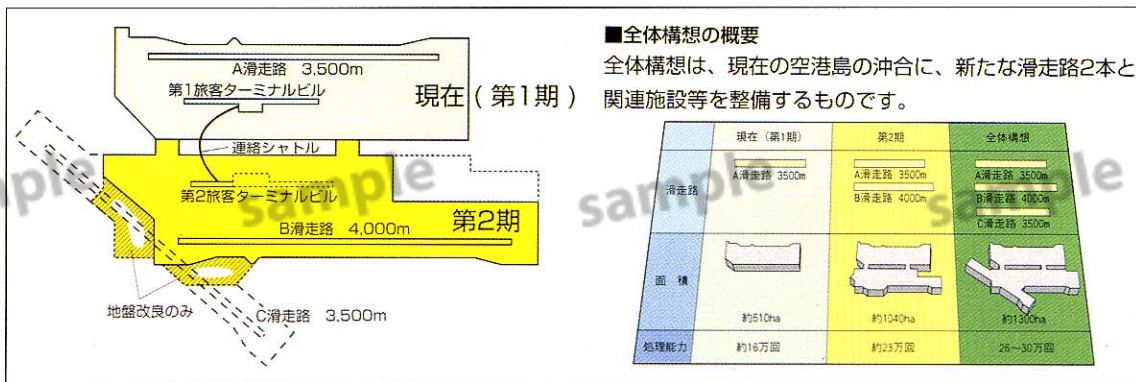 A滑走路 3,500m
第1旅客ターミナルビル
現在(第1期)
連絡シャトル
第2旅客ターミナルビル
第2期
B滑走路 4,000m
地盤改良のみ
C滑走路 3,500m
■全体構想の概要
全体構想は、現在の空港島の沖合に、新たな滑走路2本と
関連施設等を整備するものです。
現在(第1期) 第2期 全体構想
滑走路
A滑走路 3500m A滑走路 3500m A滑走路 3500m
B滑走路 4000m B滑走路 4000m
C滑走路 3500m
面積
約510ha 約1040ha 約1300ha
処理能力 約16万回 約23万回 26〜30万回
sample sample sample